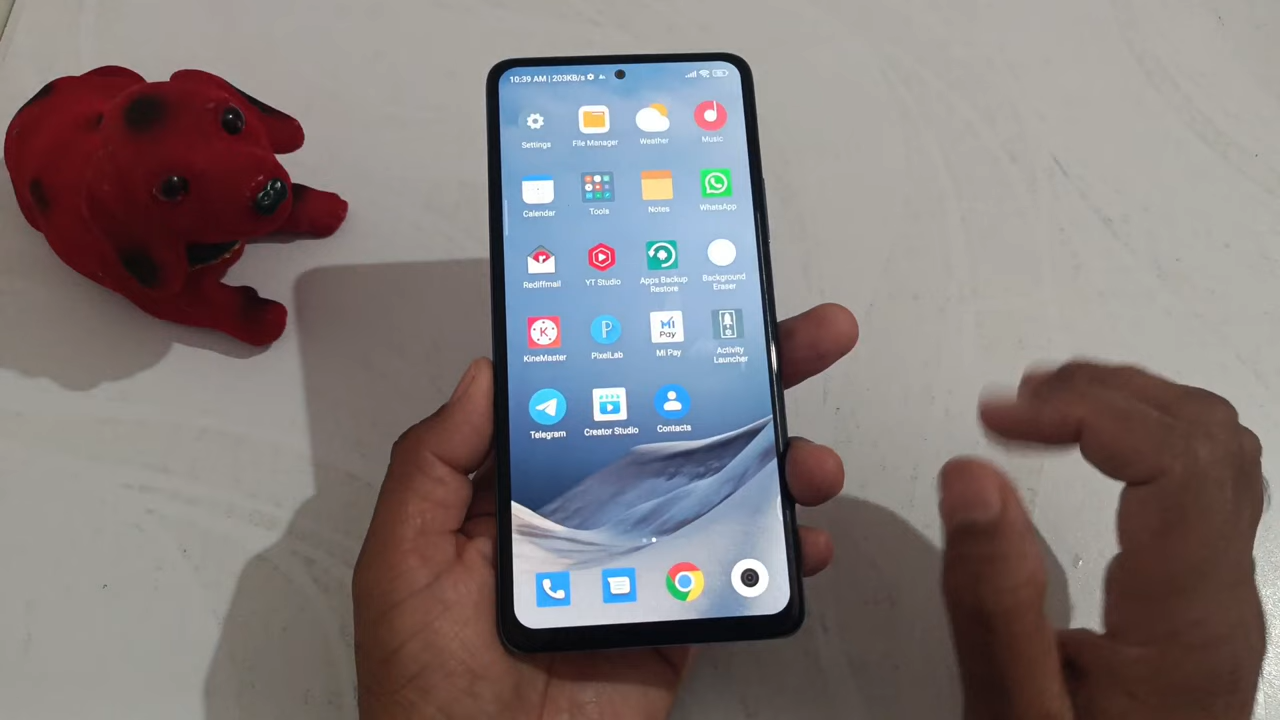 10:39 AM | 203KB/s
Settings
File Manager
Weather
Music
Calendar
Tools
Notes
WhatsApp
Rediffmail
YT Studio
Apps Backup
Restore
Background
Eraser
K
KineMaster
P
PixelLab
Mi
Pay
Mi Pay
Activity
Launcher
Telegram
Creator Studio
Contacts